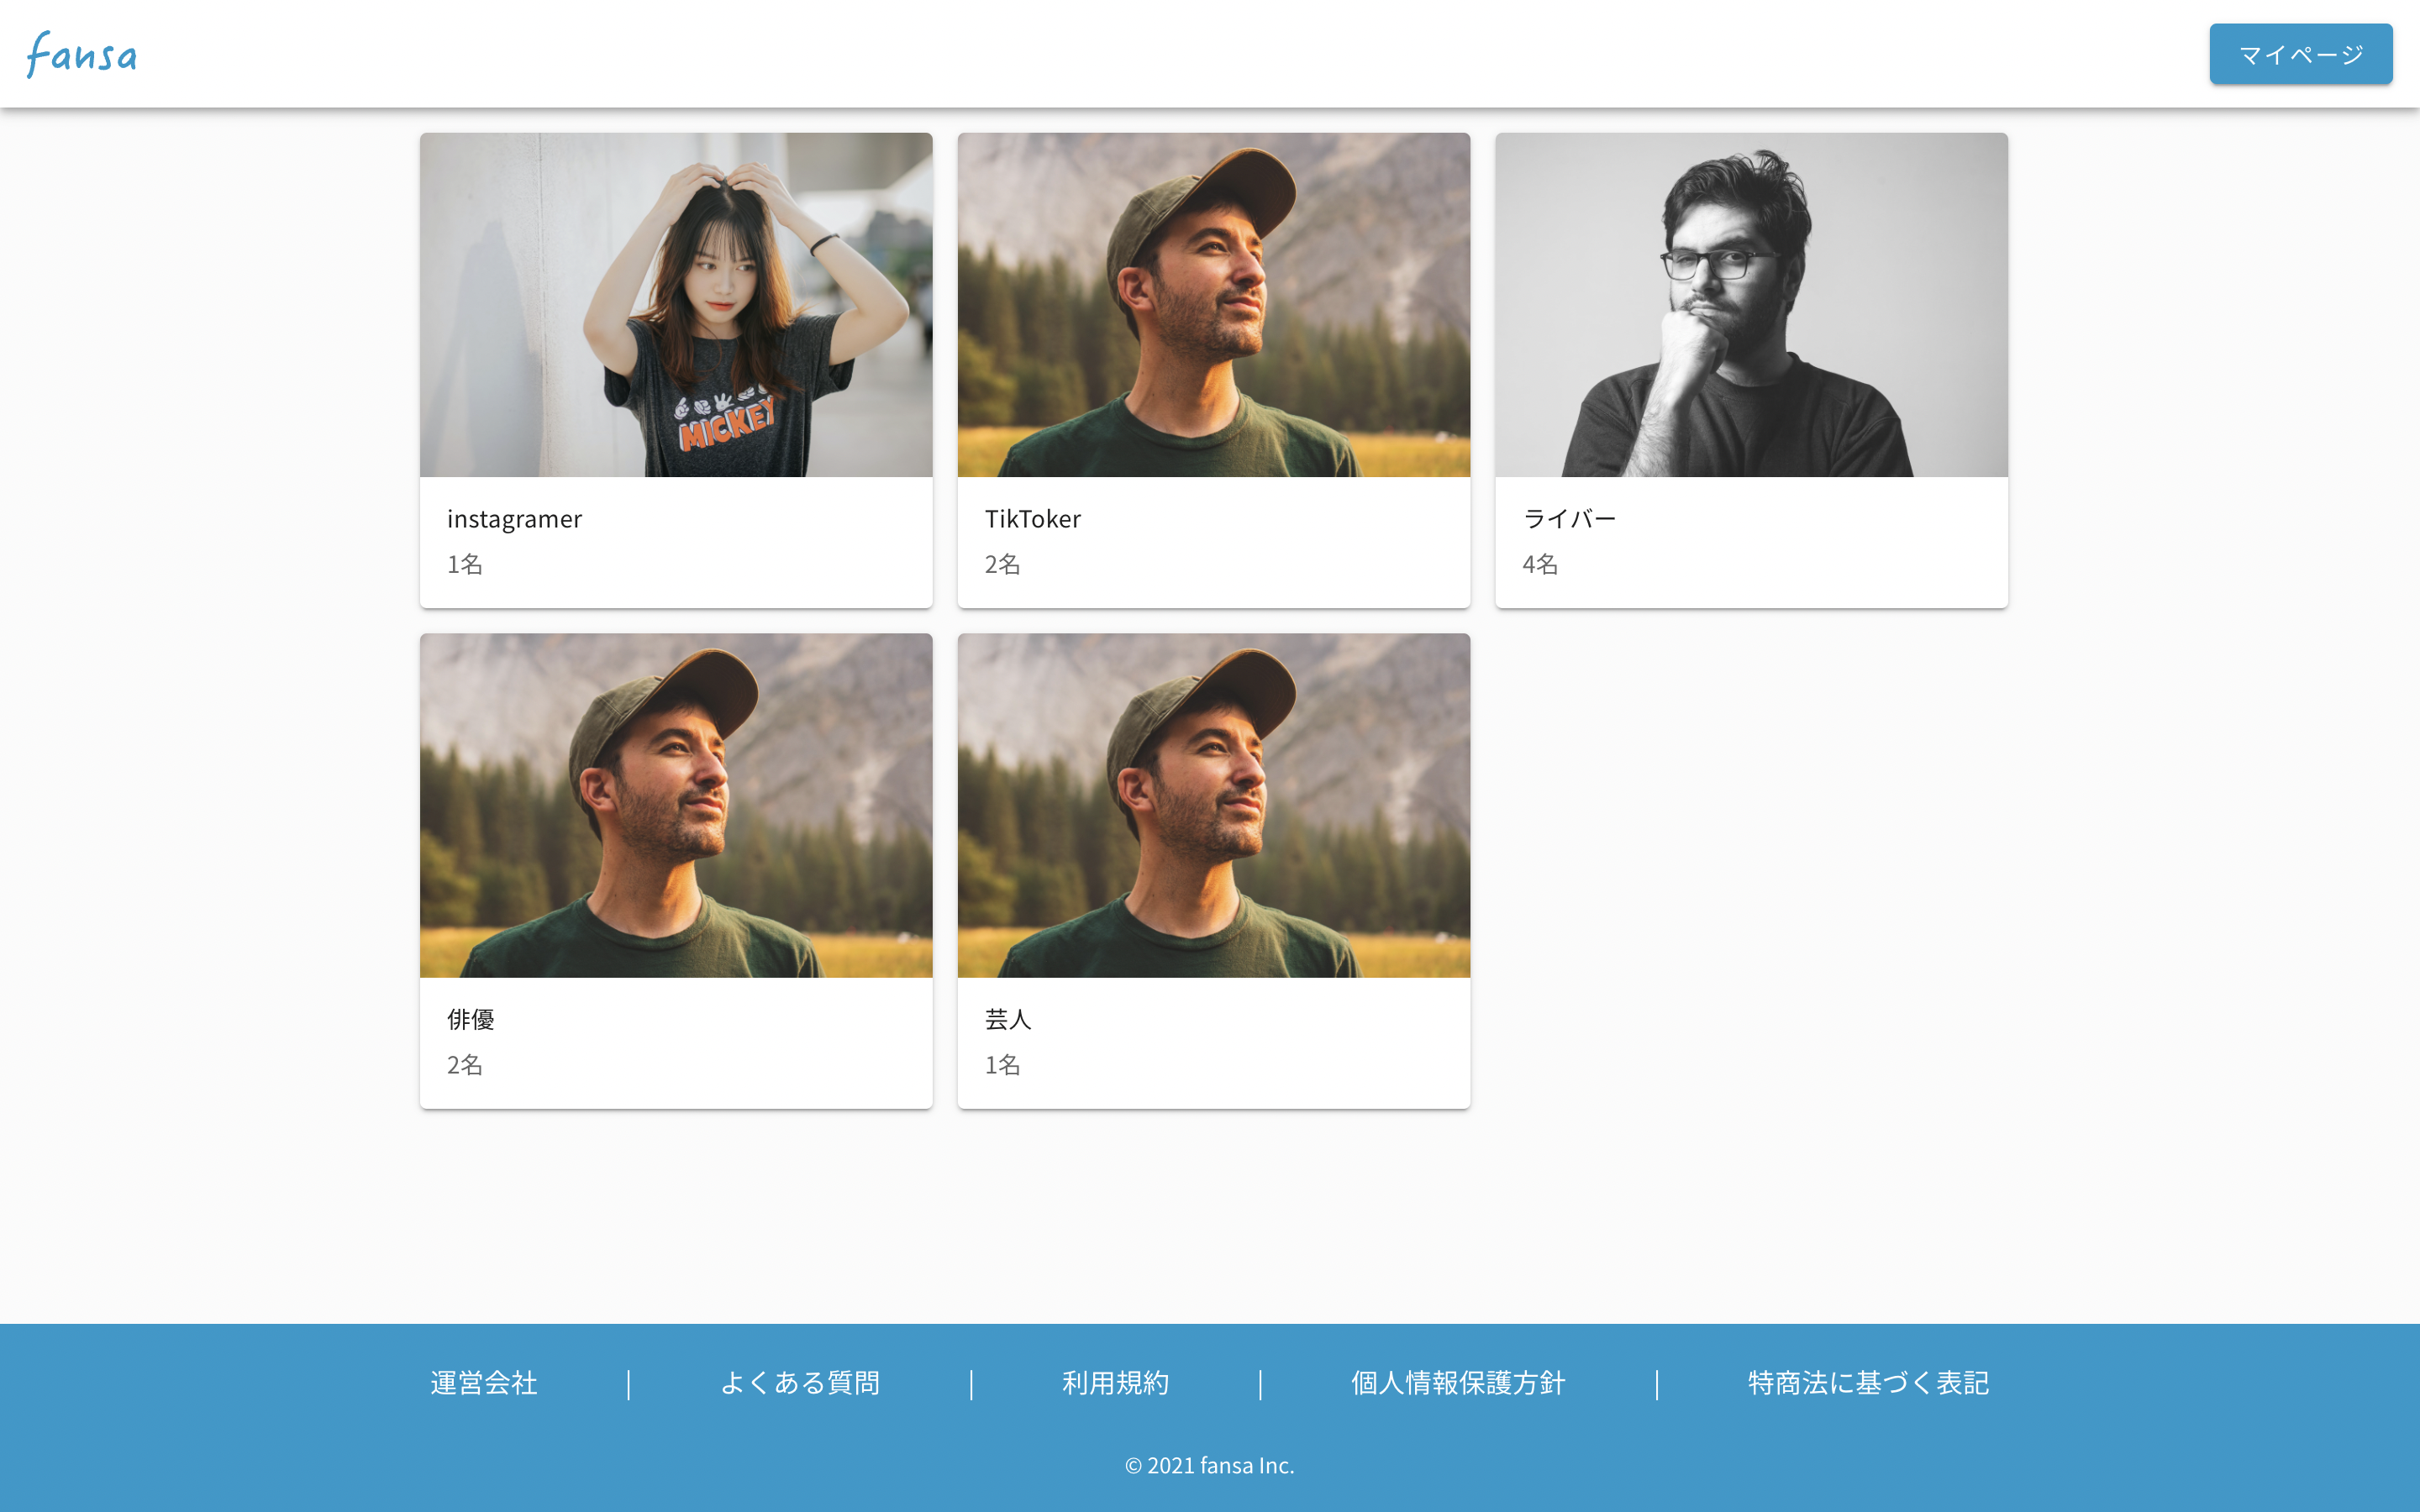 fansa
マイページ
MICKEY
instagramer
1名
TikToker
2名
ライバー
4名
俳優
2名
芸人
1名
運営会社 | よくある質問 | 利用規約 | 個人情報保護方針 | 特商法に基づく表記
© 2021 fansa Inc.